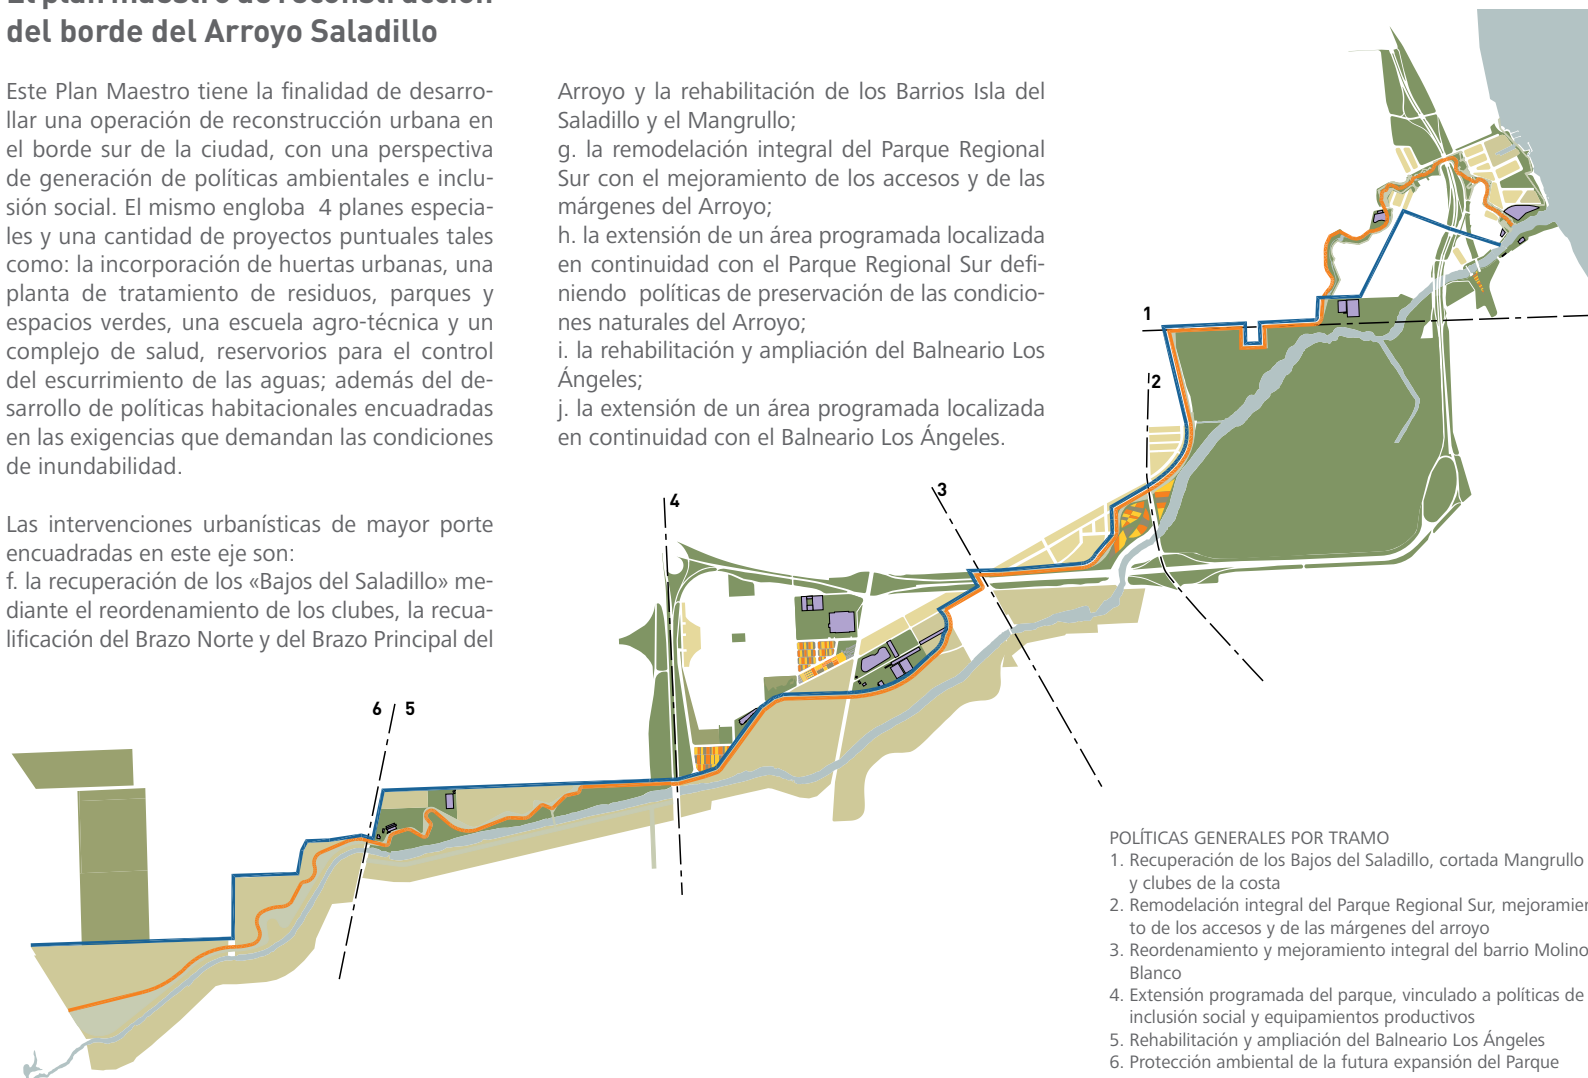 El plan maestro de reconstrucción
del borde del Arroyo Saladillo
Este Plan Maestro tiene la finalidad de desarro-
llar una operación de reconstrucción urbana en
el borde sur de la ciudad, con una perspectiva
de generación de políticas ambientales e inclu-
sión social. El mismo engloba 4 planes especia-
les y una cantidad de proyectos puntuales tales
como: la incorporación de huertas urbanas, una
planta de tratamiento de residuos, parques y
espacios verdes, una escuela agro-técnica y un
complejo de salud, reservorios para el control
del escurrimiento de las aguas; además del de-
sarrollo de políticas habitacionales encuadradas
en las exigencias que demandan las condiciones
de inundabilidad.
Las intervenciones urbanísticas de mayor porte
encuadradas en este eje son:
f. la recuperación de los «Bajos del Saladillo» me-
diante el reordenamiento de los clubes, la recua-
lificación del Brazo Norte y del Brazo Principal del
Arroyo y la rehabilitación de los Barrios Isla del
Saladillo y el Mangrullo;
g. la remodelación integral del Parque Regional
Sur con el mejoramiento de los accesos y de las
márgenes del Arroyo;
h. la extensión de un área programada localizada
en continuidad con el Parque Regional Sur defi-
niendo políticas de preservación de las condicio-
nes naturales del Arroyo;
i. la rehabilitación y ampliación del Balneario Los
Ángeles;
j. la extensión de un área programada localizada
en continuidad con el Balneario Los Ángeles.
1
2
3
4
6 5
POLÍTICAS GENERALES POR TRAMO
1. Recuperación de los Bajos del Saladillo, cortada Mangrullo
y clubes de la costa
2. Remodelación integral del Parque Regional Sur, mejoramien
to de los accesos y de las márgenes del arroyo
3. Reordenamiento y mejoramiento integral del barrio Molino
Blanco
4. Extensión programada del parque, vinculado a políticas de
inclusión social y equipamientos productivos
5. Rehabilitación y ampliación del Balneario Los Ángeles
6. Protección ambiental de la futura expansión del Parque